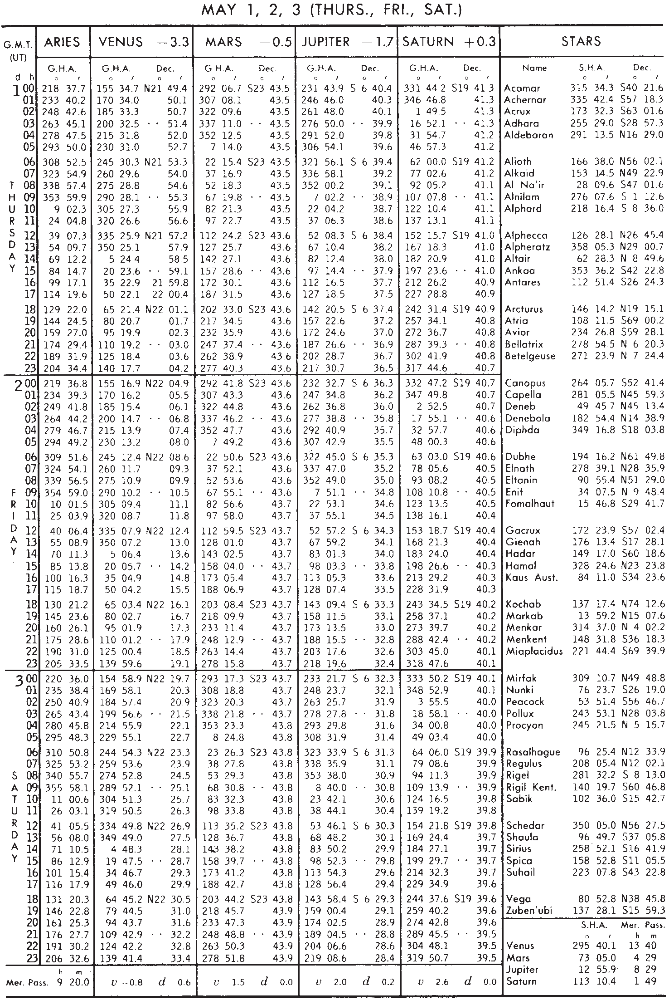 MAY 1, 2, 3 (THURS., FRI., SAT.)
G.M.T. (UT) ARIES VENUS −3.3 MARS −0.5 JUPITER −1.7 SATURN +0.3 STARS
G.H.A. G.H.A. Dec. G.H.A. Dec. G.H.A. Dec. G.H.A. Dec. Name S.H.A. Dec.
d h ° ′ ° ′ ° ′ ° ′ ° ′ ° ′ ° ′ ° ′ ° ′ ° ′ ° ′
1 00 218 37.7 155 34.7 N21 49.4 292 06.7 S23 43.5 231 43.9 S 6 40.4 331 44.2 S19 41.3 Acamar 315 34.3 S40 21.6
01 233 40.2 170 34.0 50.1 307 08.1 43.5 246 46.0 40.3 346 46.8 41.3 Achernar 335 42.4 S57 18.3
02 248 42.6 185 33.3 50.7 322 09.6 43.5 261 48.0 40.1 1 49.5 41.3 Acrux 173 32.3 S63 01.6
03 263 45.1 200 32.5 ·· 51.4 337 11.0 ·· 43.5 276 50.0 ·· 39.9 16 52.1 ·· 41.3 Adhara 255 29.0 S28 57.3
04 278 47.5 215 31.8 52.0 352 12.5 43.5 291 52.0 39.8 31 54.7 41.2 Aldebaran 291 13.5 N16 29.0
05 293 50.0 230 31.0 52.7 7 14.0 43.5 306 54.1 39.6 46 57.3 41.2
06 308 52.5 245 30.3 N21 53.3 22 15.4 S23 43.5 321 56.1 S 6 39.4 62 00.0 S19 41.2 Alioth 166 38.0 N56 02.1
07 323 54.9 260 29.6 54.0 37 16.9 43.5 336 58.1 39.2 77 02.6 41.2 Alkaid 153 14.5 N49 22.9
T 08 338 57.4 275 28.8 54.6 52 18.3 43.5 352 00.2 39.1 92 05.2 41.1 Al Na'ir 28 09.6 S47 01.6
H 09 353 59.9 290 28.1 ·· 55.3 67 19.8 ·· 43.5 7 02.2 ·· 38.9 107 07.8 ·· 41.1 Alnilam 276 07.6 S 1 12.6
U 10 9 02.3 305 27.3 55.9 82 21.3 43.5 22 04.2 38.7 122 10.4 41.1 Alphard 218 16.4 S 8 36.0
R 11 24 04.8 320 26.6 56.6 97 22.7 43.5 37 06.3 38.6 137 13.1 41.1
S 12 39 07.3 335 25.9 N21 57.2 112 24.2 S23 43.6 52 08.3 S 6 38.4 152 15.7 S19 41.0 Alphecca 126 28.1 N26 45.4
D 13 54 09.7 350 25.1 57.9 127 25.7 43.6 67 10.4 38.2 167 18.3 41.0 Alpheratz 358 05.3 N29 00.7
A 14 69 12.2 5 24.4 58.5 142 27.1 43.6 82 12.4 38.0 182 20.9 41.0 Altair 62 28.3 N 8 49.6
Y 15 84 14.7 20 23.6 ·· 59.1 157 28.6 ·· 43.6 97 14.4 ·· 37.9 197 23.6 ·· 41.0 Ankaa 353 36.2 S42 22.8
16 99 17.1 35 22.9 21 59.8 172 30.1 43.6 112 16.5 37.7 212 26.2 40.9 Antares 112 51.4 S26 24.3
17 114 19.6 50 22.1 22 00.4 187 31.5 43.6 127 18.5 37.5 227 28.8 40.9
18 129 22.0 65 21.4 N22 01.1 202 33.0 S23 43.6 142 20.5 S 6 37.4 242 31.4 S19 40.9 Arcturus 146 14.2 N19 15.1
19 144 24.5 80 20.7 01.7 217 34.5 43.6 157 22.6 37.2 257 34.1 40.8 Atria 108 11.5 S69 00.2
20 159 27.0 95 19.9 02.3 232 35.9 43.6 172 24.6 37.0 272 36.7 40.8 Avior 234 26.8 S59 28.1
21 174 29.4 110 19.2 ·· 03.0 247 37.4 ·· 43.6 187 26.6 ·· 36.9 287 39.3 ·· 40.8 Bellatrix 278 54.5 N 6 20.3
22 189 31.9 125 18.4 03.6 262 38.9 43.6 202 28.7 36.7 302 41.9 40.8 Betelgeuse 271 23.9 N 7 24.4
23 204 34.4 140 17.7 04.2 277 40.3 43.6 217 30.7 36.5 317 44.6 40.7
2 00 219 36.8 155 16.9 N22 04.9 292 41.8 S23 43.6 232 32.7 S 6 36.3 332 47.2 S19 40.7 Canopus 264 05.7 S52 41.4
01 234 39.3 170 16.2 05.5 307 43.3 43.6 247 34.8 36.2 347 49.8 40.7 Capella 281 05.5 N45 59.3
02 249 41.8 185 15.4 06.1 322 44.8 43.6 262 36.8 36.0 2 52.5 40.7 Deneb 49 45.7 N45 13.4
03 264 44.2 200 14.7 ·· 06.8 337 46.2 ·· 43.6 277 38.8 ·· 35.8 17 55.1 ·· 40.6 Denebola 182 54.4 N14 38.9
04 279 46.7 215 13.9 07.4 352 47.7 43.6 292 40.9 35.7 32 57.7 40.6 Diphda 349 16.8 S18 03.8
05 294 49.2 230 13.2 08.0 7 49.2 43.6 307 42.9 35.5 48 00.3 40.6
06 309 51.6 245 12.4 N22 08.6 22 50.6 S23 43.6 322 45.0 S 6 35.3 63 03.0 S19 40.6 Dubhe 194 16.2 N61 49.8
07 324 54.1 260 11.7 09.3 37 52.1 43.6 337 47.0 35.2 78 05.6 40.5 Elnath 278 39.1 N28 35.9
08 339 56.5 275 10.9 09.9 52 53.6 43.6 352 49.0 35.0 93 08.2 40.5 Eltanin 90 55.4 N51 29.0
F 09 354 59.0 290 10.2 ·· 10.5 67 55.1 ·· 43.6 7 51.1 ·· 34.8 108 10.8 ·· 40.5 Enif 34 07.5 N 9 48.4
R 10 10 01.5 305 09.4 11.1 82 56.6 43.7 22 53.1 34.6 123 13.5 40.5 Fomalhaut 15 46.8 S29 41.7
I 11 25 03.9 320 08.7 11.8 97 58.0 43.7 37 55.1 34.5 138 16.1 40.4
D 12 40 06.4 335 07.9 N22 12.4 112 59.5 S23 43.7 52 57.2 S 6 34.3 153 18.7 S19 40.4 Gacrux 172 23.9 S57 02.4
A 13 55 08.9 350 07.2 13.0 128 01.0 43.7 67 59.2 34.1 168 21.3 40.4 Gienah 176 13.4 S17 28.1
Y 14 70 11.3 5 06.4 13.6 143 02.5 43.7 83 01.3 34.0 183 24.0 40.4 Hadar 149 17.0 S60 18.6
15 85 13.8 20 05.7 ·· 14.2 158 04.0 ·· 43.7 98 03.3 ·· 33.8 198 26.6 ·· 40.3 Hamal 328 24.6 N23 23.8
16 100 16.3 35 04.9 14.8 173 05.4 43.7 113 05.3 33.6 213 29.2 40.3 Kaus Aust. 84 11.0 S34 23.6
17 115 18.7 50 04.2 15.5 188 06.9 43.7 128 07.4 33.5 228 31.9 40.3
18 130 21.2 65 03.4 N22 16.1 203 08.4 S23 43.7 143 09.4 S 6 33.3 243 34.5 S19 40.2 Kochab 137 17.4 N74 12.6
19 145 23.6 80 02.7 16.7 218 09.9 43.7 158 11.5 33.1 258 37.1 40.2 Markab 13 59.2 N15 07.6
20 160 26.1 95 01.9 17.3 233 11.4 43.7 173 13.5 33.0 273 39.7 40.2 Menkar 314 37.0 N 4 02.2
21 175 28.6 110 01.2 ·· 17.9 248 12.9 ·· 43.7 188 15.5 ·· 32.8 288 42.4 ·· 40.2 Menkent 148 31.8 S36 18.3
22 190 31.0 125 00.4 18.5 263 14.4 43.7 203 17.6 32.6 303 45.0 40.1 Miaplacidus 221 44.4 S69 39.9
23 205 33.5 139 59.6 19.1 278 15.8 43.7 218 19.6 32.4 318 47.6 40.1
3 00 220 36.0 154 58.9 N22 19.7 293 17.3 S23 43.7 233 21.7 S 6 32.3 333 50.2 S19 40.1 Mirfak 309 10.7 N49 48.8
01 235 38.4 169 58.1 20.3 308 18.8 43.7 248 23.7 32.1 348 52.9 40.1 Nunki 76 23.7 S26 19.0
02 250 40.9 184 57.4 20.9 323 20.3 43.7 263 25.7 31.9 3 55.5 40.0 Peacock 53 51.4 S56 46.7
03 265 43.4 199 56.6 ·· 21.5 338 21.8 ·· 43.7 278 27.8 ·· 31.8 18 58.1 ·· 40.0 Pollux 243 53.1 N28 03.8
04 280 45.8 214 55.9 22.1 353 23.3 43.8 293 29.8 31.6 34 00.8 40.0 Procyon 245 21.5 N 5 15.7
05 295 48.3 229 55.1 22.7 8 24.8 43.8 308 31.9 31.4 49 03.4 40.0
06 310 50.8 244 54.3 N22 23.3 23 26.3 S23 43.8 323 33.9 S 6 31.3 64 06.0 S19 39.9 Rasalhague 96 25.4 N12 33.9
07 325 53.2 259 53.6 23.9 38 27.8 43.8 338 35.9 31.1 79 08.6 39.9 Regulus 208 05.4 N12 02.1
S 08 340 55.7 274 52.8 24.5 53 29.3 43.8 353 38.0 30.9 94 11.3 39.9 Rigel 281 32.2 S 8 13.0
A 09 355 58.1 289 52.1 ·· 25.1 68 30.8 ·· 43.8 8 40.0 ·· 30.8 109 13.9 ·· 39.9 Rigil Kent. 140 19.7 S60 46.8
T 10 11 00.6 304 51.3 25.7 83 32.3 43.8 23 42.1 30.6 124 16.5 39.8 Sabik 102 36.0 S15 42.7
U 11 26 03.1 319 50.5 26.3 98 33.8 43.8 38 44.1 30.4 139 19.2 39.8
R 12 41 05.5 334 49.8 N22 26.9 113 35.2 S23 43.8 53 46.1 S 6 30.3 154 21.8 S19 39.8 Schedar 350 05.0 N56 27.5
D 13 56 08.0 349 49.0 27.5 128 36.7 43.8 68 48.2 30.1 169 24.4 39.7 Shaula 96 49.7 S37 05.8
A 14 71 10.5 4 48.3 28.1 143 38.2 43.8 83 50.2 29.9 184 27.1 39.7 Sirius 258 52.1 S16 41.9
Y 15 86 12.9 19 47.5 ·· 28.7 158 39.7 ·· 43.8 98 52.3 ·· 29.8 199 29.7 ·· 39.7 Spica 158 52.8 S11 05.5
16 101 15.4 34 46.7 29.3 173 41.2 43.8 113 54.3 29.6 214 32.3 39.7 Suhail 223 07.8 S43 22.8
17 116 17.9 49 46.0 29.9 188 42.7 43.8 128 56.4 29.4 229 34.9 39.6
18 131 20.3 64 45.2 N22 30.5 203 44.2 S23 43.8 143 58.4 S 6 29.3 244 37.6 S19 39.6 Vega 80 52.8 N38 45.8
19 146 22.8 79 44.5 31.0 218 45.7 43.9 159 00.4 29.1 259 40.2 39.6 Zuben'ubi 137 28.1 S15 59.3
20 161 25.3 94 43.7 31.6 233 47.3 43.9 174 02.5 28.9 274 42.8 39.6 S.H.A. Mer. Pass.
21 176 27.7 109 42.9 ·· 32.2 248 48.8 ·· 43.9 189 04.5 ·· 28.8 289 45.5 ·· 39.5 ° ′ h m
22 191 30.2 124 42.2 32.8 263 50.3 43.9 204 06.6 28.6 304 48.1 39.5 Venus 295 40.1 13 40
23 206 32.6 139 41.4 33.4 278 51.8 43.9 219 08.6 28.4 319 50.7 39.5 Mars 73 05.0 4 29
h m Jupiter 12 55.9 8 29
Mer. Pass. 9 20.0 v −0.8 d 0.6 v 1.5 d 0.0 v 2.0 d 0.2 v 2.6 d 0.0 Saturn 113 10.4 1 49